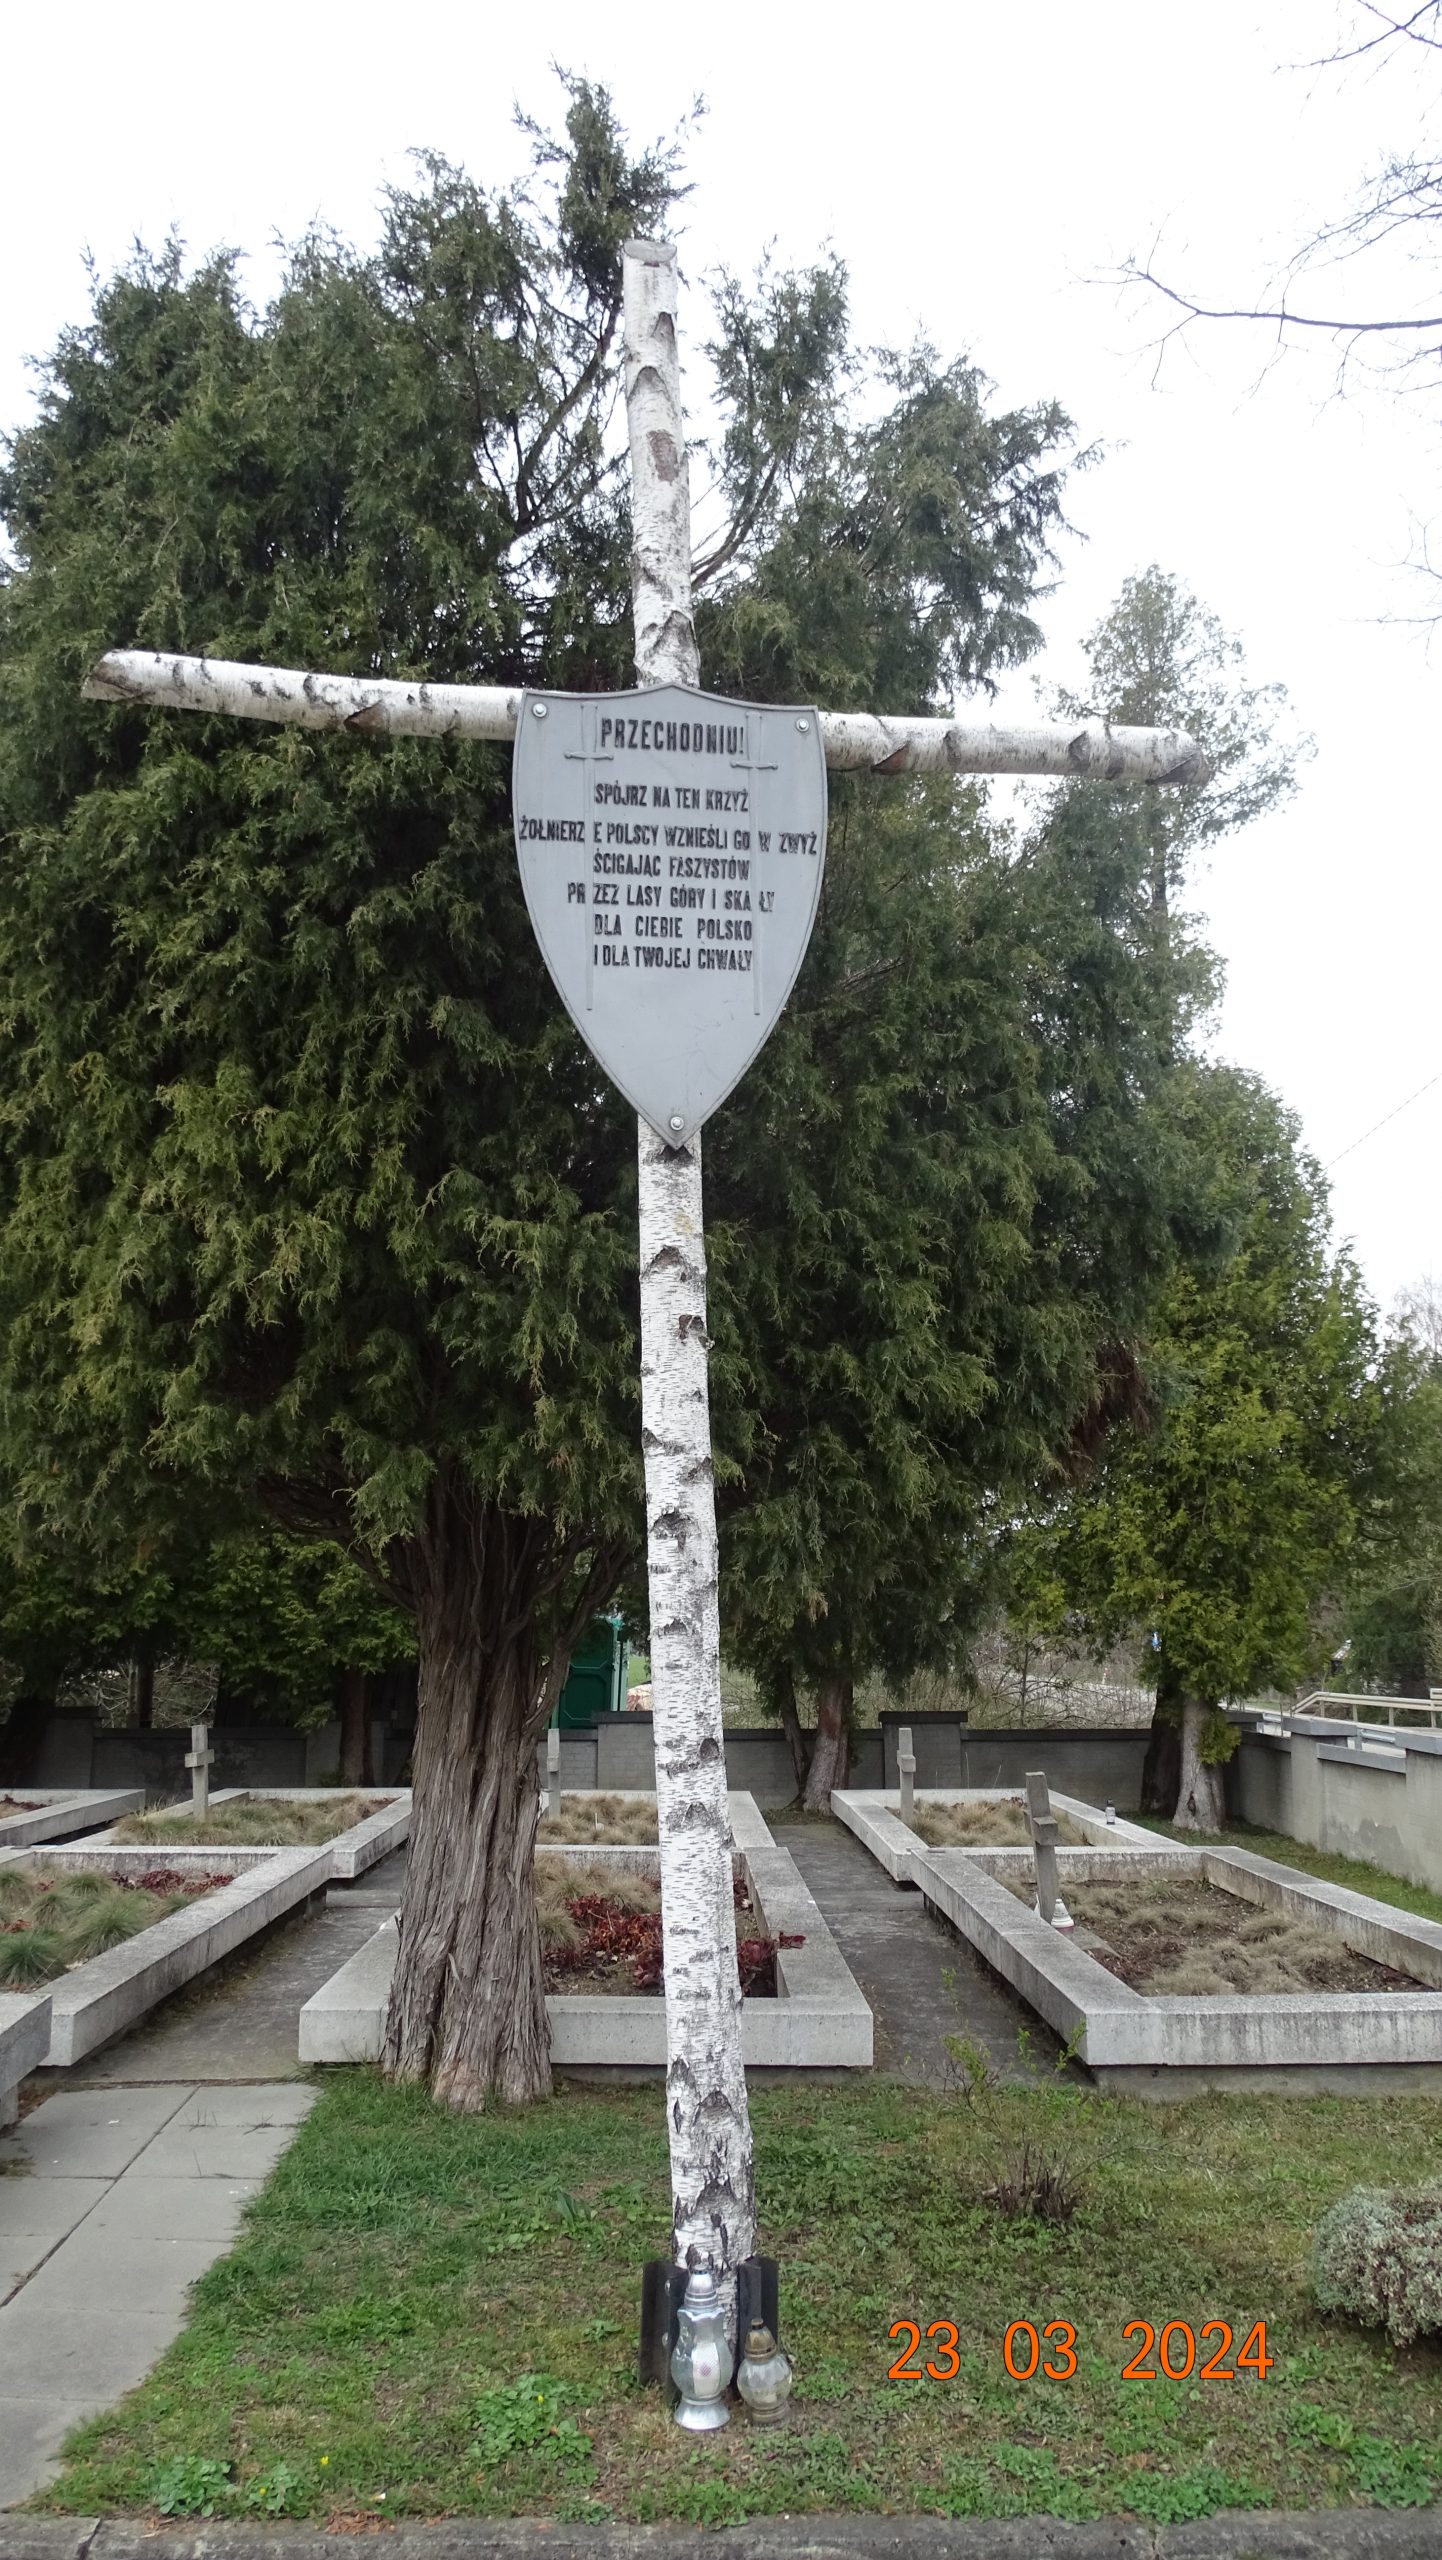 PRZECHODNIU!
SPÓJRZ NA TEN KRZYŻ
ŻOŁNIERZE POLSCY WZNIEŚLI GO W ZWYŻ
ŚCIGAJĄC FASZYSTÓW
PRZEZ LASY GÓRY I SKAŁY
DLA CIEBIE POLSKO
I DLA TWOJEJ CHWAŁY
23 03 2024